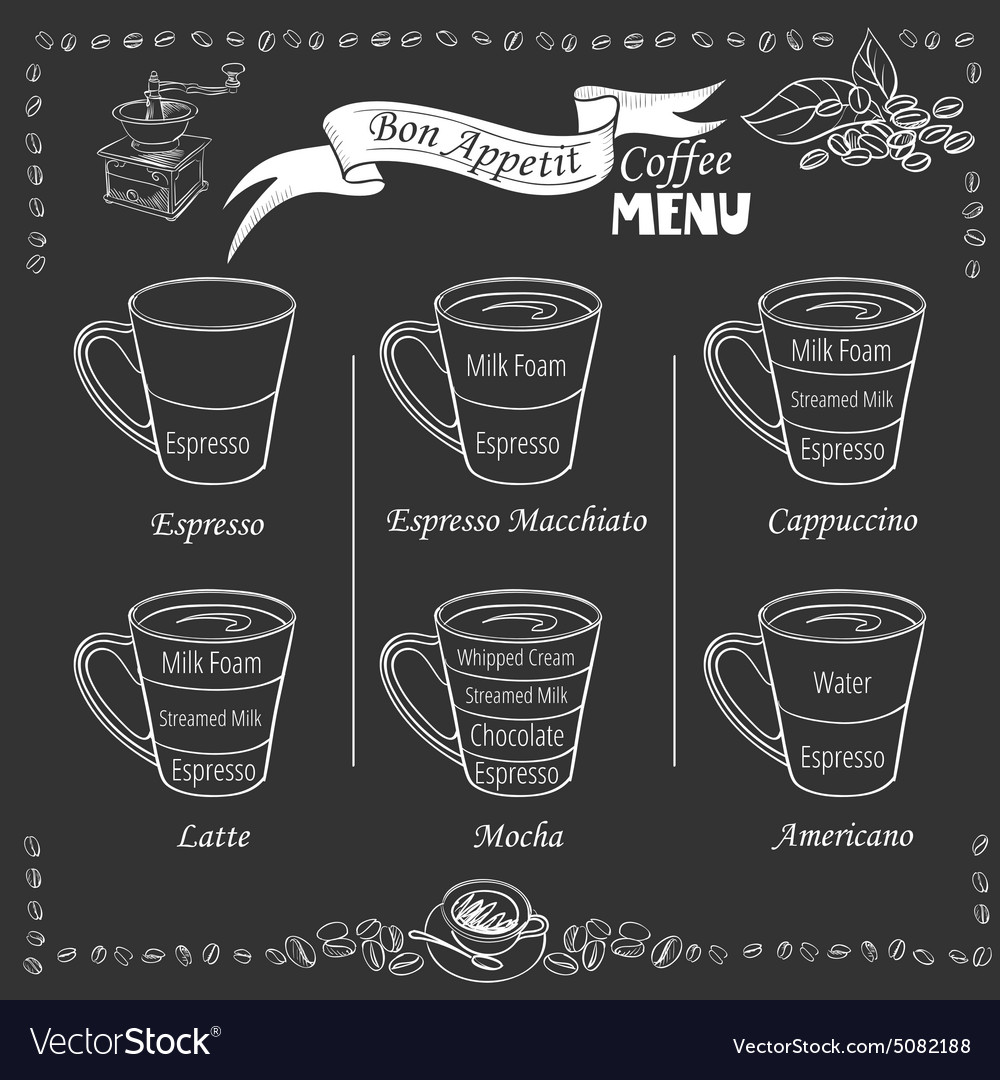 Bon Appetit
Coffee
MENU
Espresso
Espresso
Milk Foam
Espresso
Espresso Macchiato
Milk Foam
Streamed Milk
Espresso
Cappuccino
Milk Foam
Streamed Milk
Espresso
Latte
Whipped Cream
Streamed Milk
Chocolate
Espresso
Mocha
Water
Espresso
Americano
VectorStock®
VectorStock.com/5082188